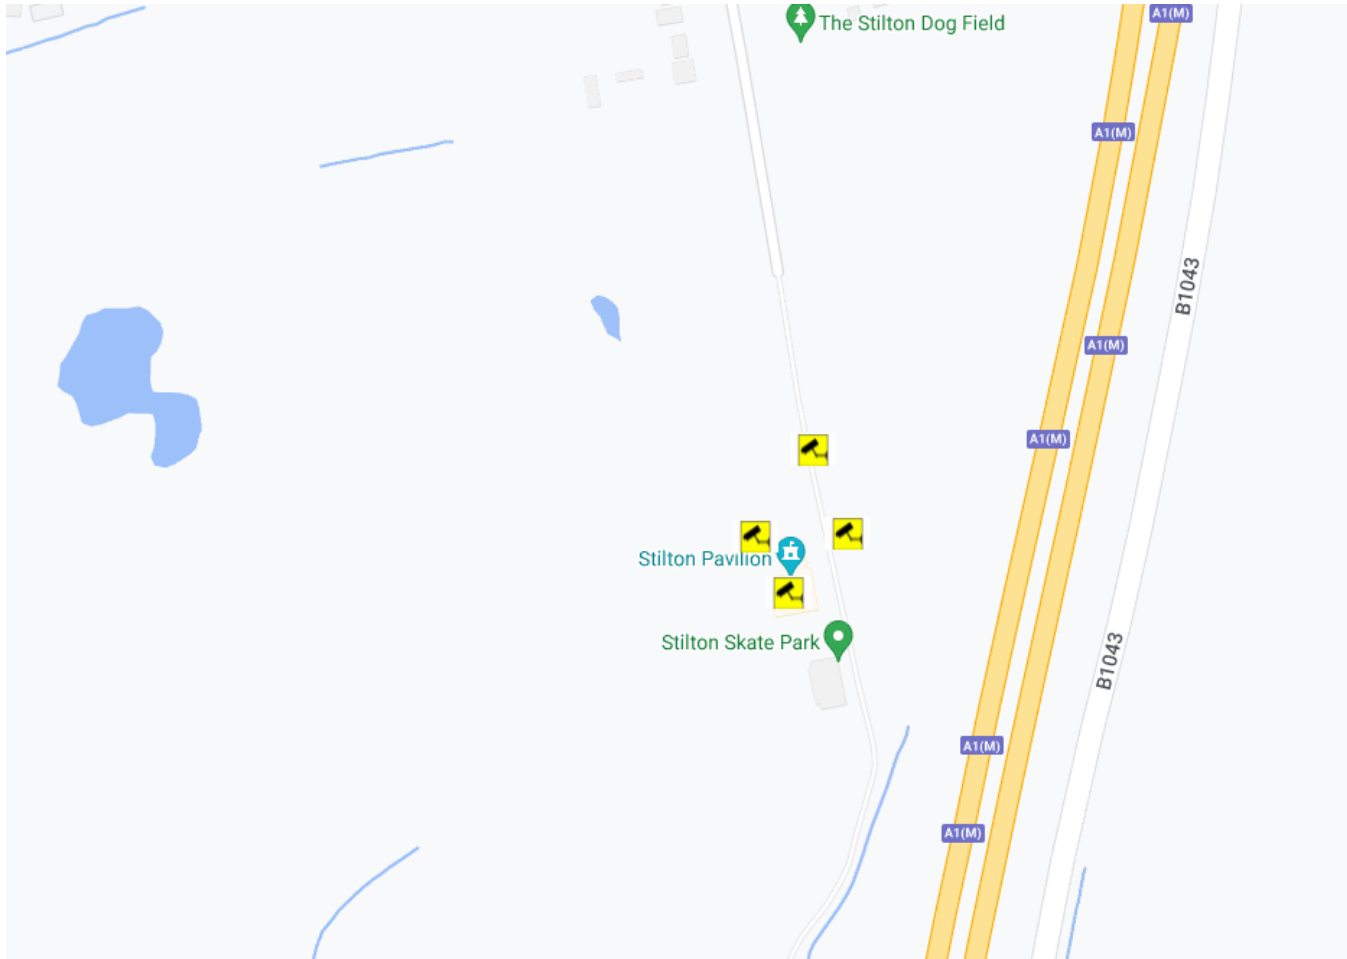 A1(M)
The Stilton Dog Field
A1(M)
B1043
A1(M)
A1(M)
Stilton Pavilion
Stilton Skate Park
B1043
A1(M)
A1(M)